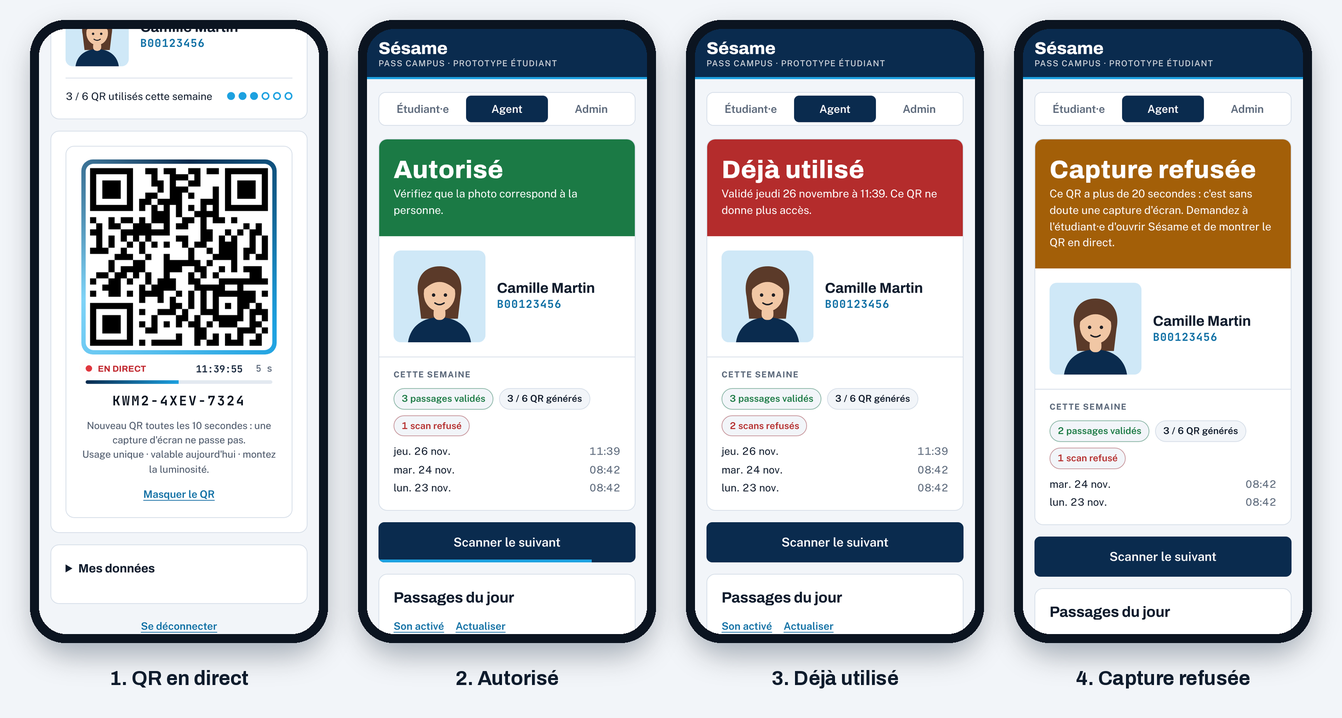 Camille Martin
B00123456
3 / 6 QR utilisés cette semaine
EN DIRECT 11:39:55 5 s
KWM2-4XEV-7324
Nouveau QR toutes les 10 secondes : une
capture d'écran ne passe pas.
Usage unique · valable aujourd'hui · montez
la luminosité.
Masquer le QR
Mes données
Se déconnecter
1. QR en direct
Sésame
PASS CAMPUS · PROTOTYPE ÉTUDIANT
Étudiant·e Agent Admin
Autorisé
Vérifiez que la photo correspond à la
personne.
Camille Martin
B00123456
CETTE SEMAINE
3 passages validés 3 / 6 QR générés
1 scan refusé
jeu. 26 nov. 11:39
mar. 24 nov. 08:42
lun. 23 nov. 08:42
Scanner le suivant
Passages du jour
Son activé Actualiser
2. Autorisé
Sésame
PASS CAMPUS · PROTOTYPE ÉTUDIANT
Étudiant·e Agent Admin
Déjà utilisé
Validé jeudi 26 novembre à 11:39. Ce QR ne
donne plus accès.
Camille Martin
B00123456
CETTE SEMAINE
3 passages validés 3 / 6 QR générés
2 scans refusés
jeu. 26 nov. 11:39
mar. 24 nov. 08:42
lun. 23 nov. 08:42
Scanner le suivant
Passages du jour
Son activé Actualiser
3. Déjà utilisé
Sésame
PASS CAMPUS · PROTOTYPE ÉTUDIANT
Étudiant·e Agent Admin
Capture refusée
Ce QR a plus de 20 secondes : c'est sans
doute une capture d'écran. Demandez à
l'étudiant·e d'ouvrir Sésame et de montrer le
QR en direct.
Camille Martin
B00123456
CETTE SEMAINE
2 passages validés 3 / 6 QR générés
1 scan refusé
mar. 24 nov. 08:42
lun. 23 nov. 08:42
Scanner le suivant
Passages du jour
4. Capture refusée